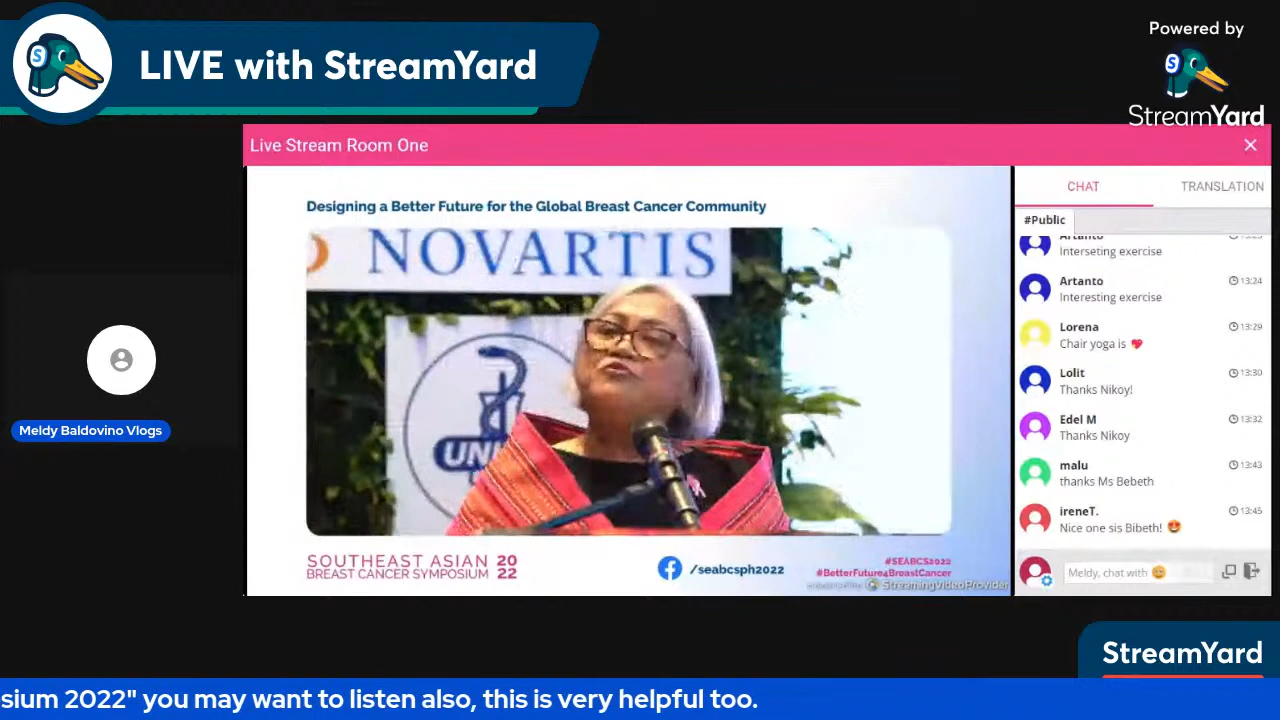 LIVE with StreamYard
Powered by
StreamYard
Live Stream Room One
Designing a Better Future for the Global Breast Cancer Community
NOVARTIS
SOUTHEAST ASIAN 20
BREAST CANCER SYMPOSIUM 22
/seabcsph2022
#SEABCS2022
#BetterFuture4BreastCancer
StreamingVideoProvider
CHAT
TRANSLATION
#Public
Artanto
Interseting exercise
Artanto 13:24
Interesting exercise
Lorena 13:29
Chair yoga is 💖
Lolit 13:30
Thanks Nikoy!
Edel M 13:32
Thanks Nikoy
malu 13:43
thanks Ms Bebeth
ireneT. 13:45
Nice one sis Bibeth! 😍
Meldy, chat with 😊
Meldy Baldovino Vlogs
StreamYard
sium 2022" you may want to listen also, this is very helpful too.